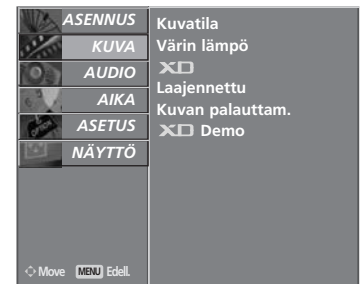 ASENNUS
KUVA
AUDIO
AIKA
ASETUS
NÄYTTÖ
Move MENU Edell.
Kuvatila
Värin lämpö
XD
Laajennettu
Kuvan palauttam.
XD Demo